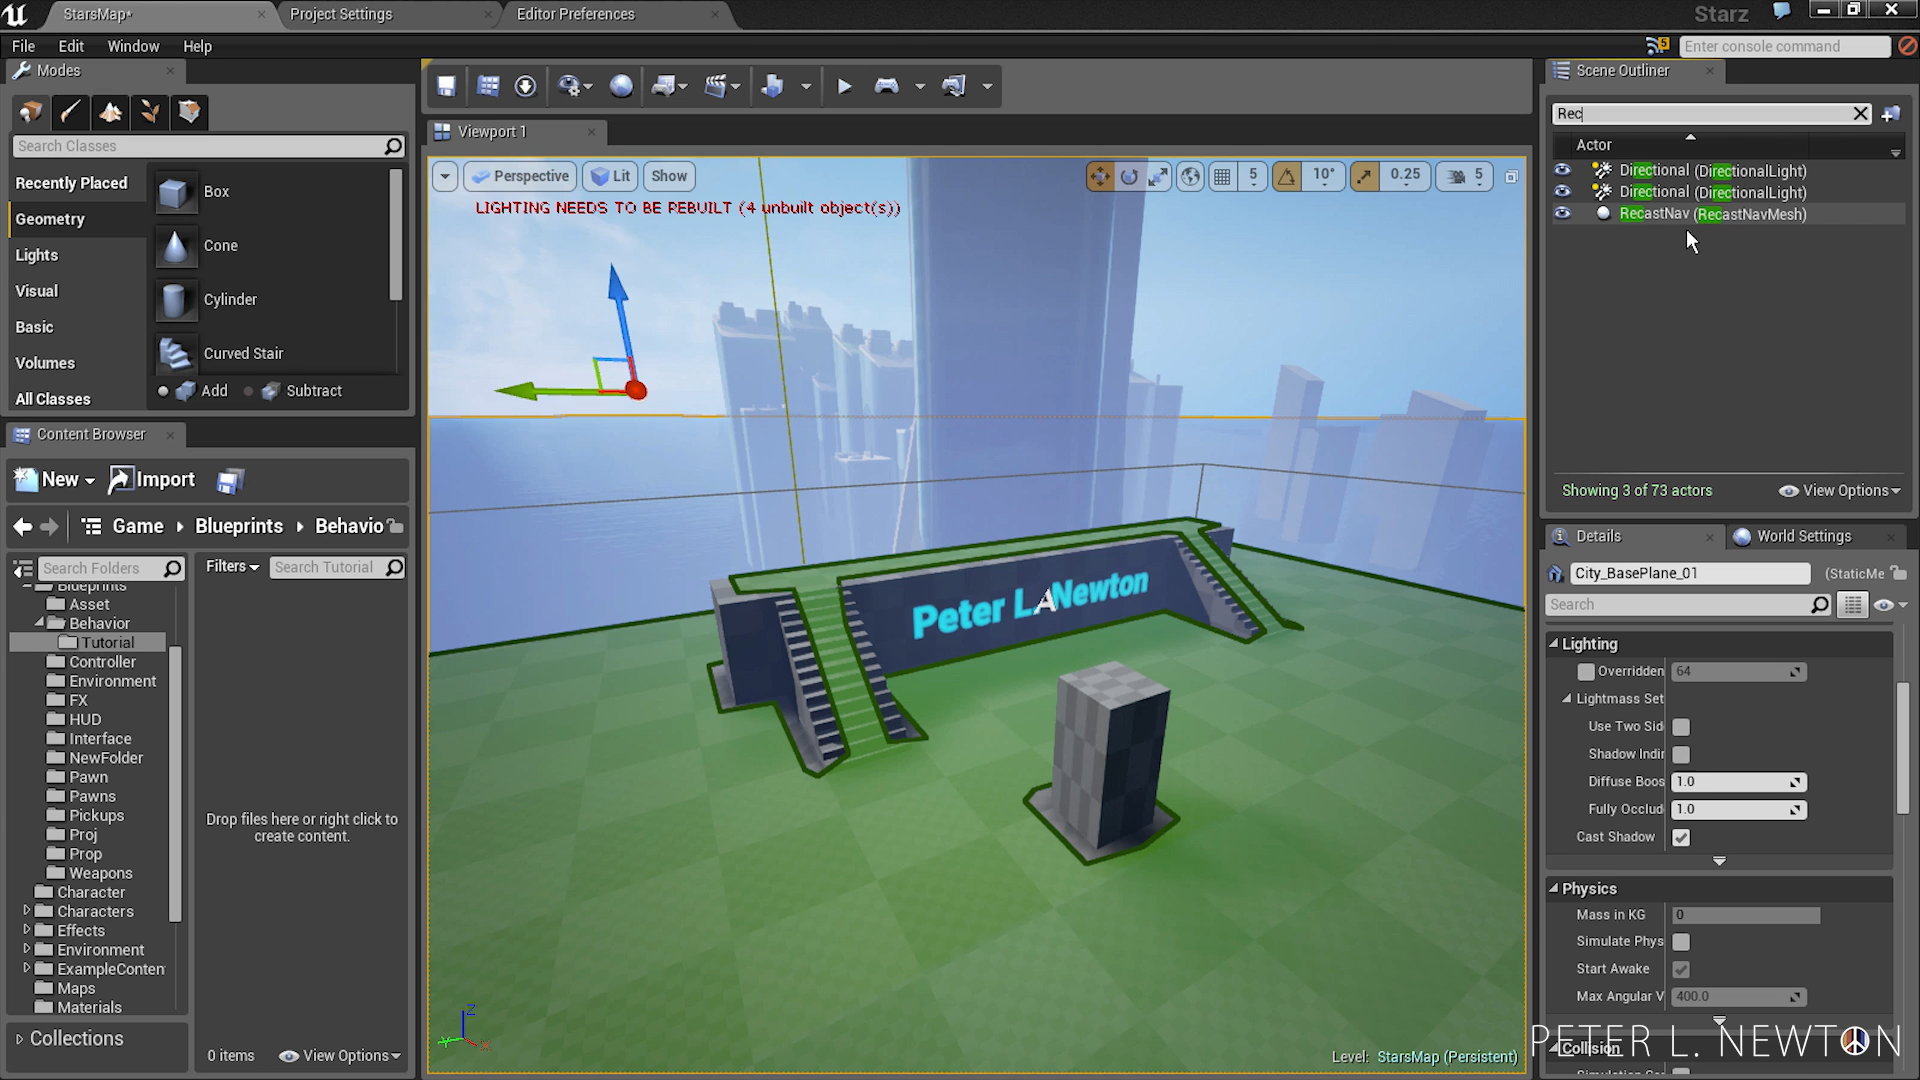 StarsMap*
Project Settings
Editor Preferences
Starz
File
Edit
Window
Help
5
Enter console command
Modes
Search Classes
Recently Placed
Geometry
Lights
Visual
Basic
Volumes
All Classes
Box
Cone
Cylinder
Curved Stair
Add
Subtract
Content Browser
New
Import
Game
Blueprints
Behavio
Search Folders
Filters
Search Tutorial
Blueprints
Asset
Behavior
Tutorial
Controller
Environment
FX
HUD
Interface
NewFolder
Pawn
Pawns
Pickups
Proj
Prop
Weapons
Character
Characters
Effects
Environment
ExampleConten
Maps
Materials
Drop files here or right click to
create content.
Collections
0 items
View Options
Viewport 1
Perspective
Lit
Show
5
10°
0.25
5
LIGHTING NEEDS TO BE REBUILT (4 unbuilt object(s))
Peter L. Newton
Z
Y
X
Level: StarsMap (Persistent)
Scene Outliner
Rec
Actor
Directional (DirectionalLight)
Directional (DirectionalLight)
RecastNav (RecastNavMesh)
Showing 3 of 73 actors
View Options
Details
World Settings
City_BasePlane_01
(StaticMe
Search
Lighting
Overridden
64
Lightmass Set
Use Two Sid
Shadow Indir
Diffuse Boos
1.0
Fully Occlud
1.0
Cast Shadow
Physics
Mass in KG
0
Simulate Phys
Start Awake
Max Angular V
400.0
Collision
PETER L. NEWTON